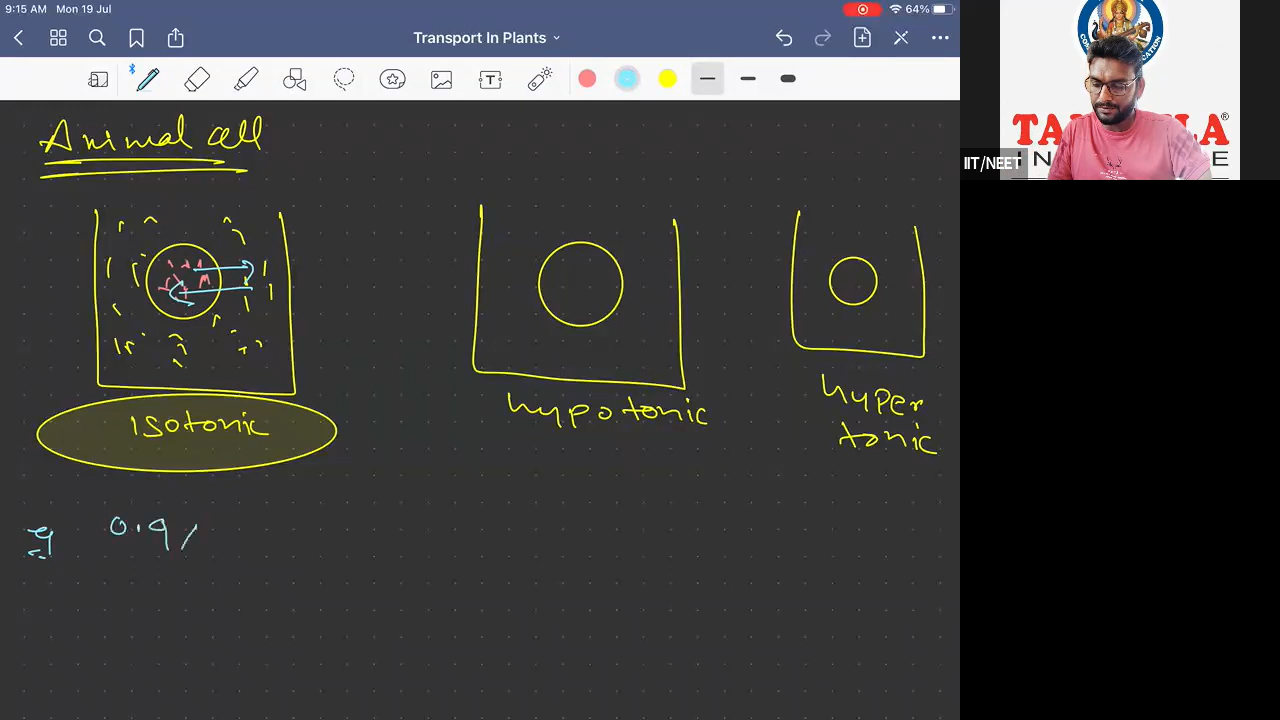 9:15 AM Mon 19 Jul
64%
Transport In Plants
T
Animal cell
Isotonic
hypotonic
hyper
tonic
eg 0.9/
IIT/NEET